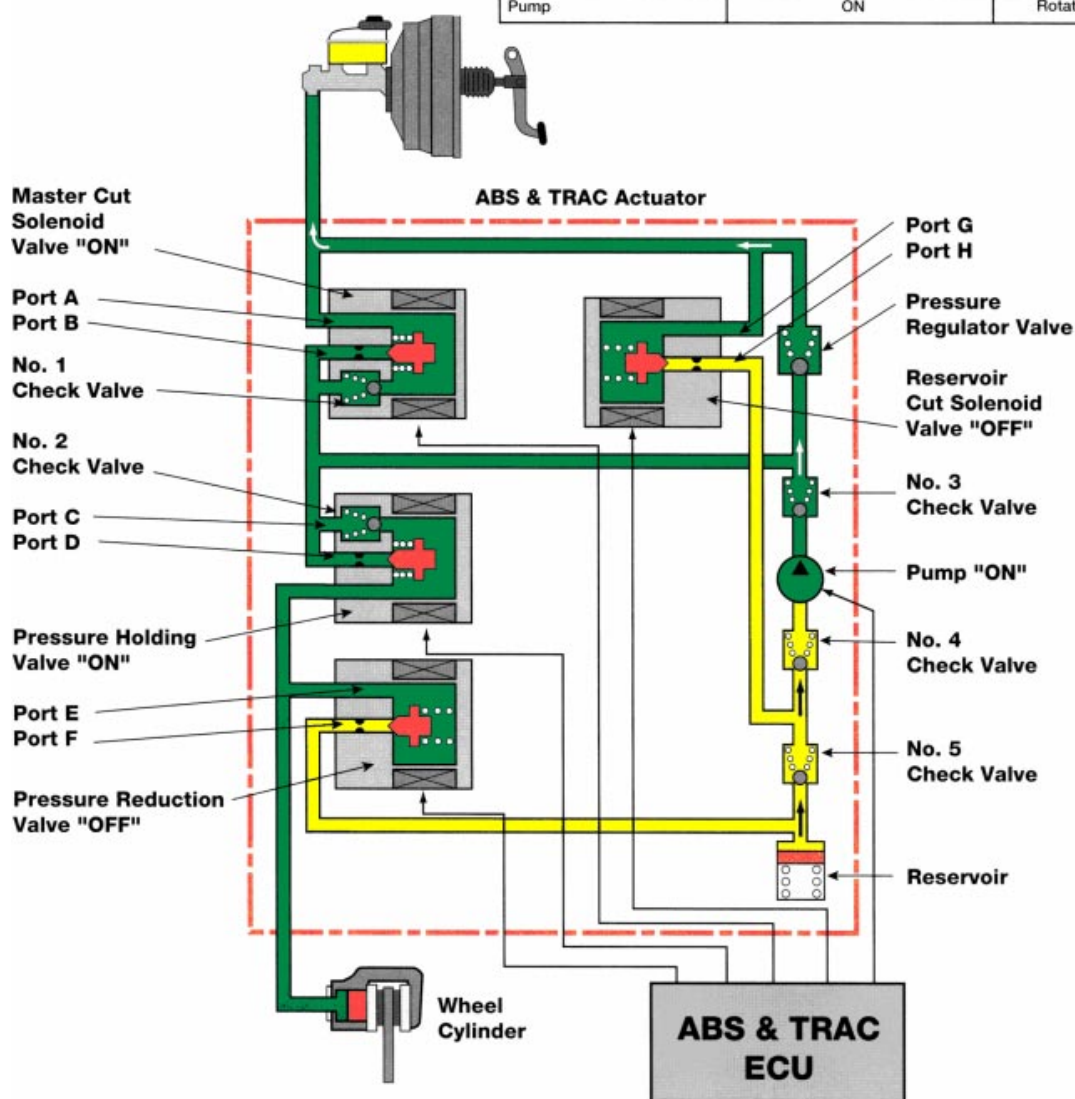 Pump ON
ABS & TRAC Actuator
Master Cut
Solenoid
Valve "ON"
Port A
Port B
No. 1
Check Valve
No. 2
Check Valve
Port C
Port D
Pressure Holding
Valve "ON"
Port E
Port F
Pressure Reduction
Valve "OFF"
Port G
Port H
Pressure
Regulator Valve
Reservoir
Cut Solenoid
Valve "OFF"
No. 3
Check Valve
Pump "ON"
No. 4
Check Valve
No. 5
Check Valve
Reservoir
Wheel
Cylinder
ABS & TRAC
ECU